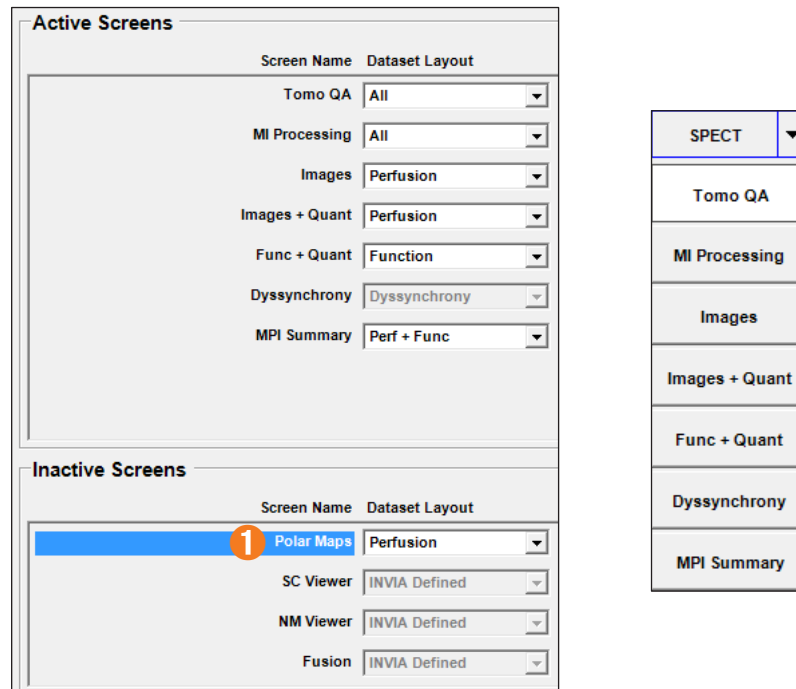 Active Screens
Screen Name Dataset Layout
Tomo QA All
MI Processing All
Images Perfusion
Images + Quant Perfusion
Func + Quant Function
Dyssynchrony Dyssynchrony
MPI Summary Perf + Func
Inactive Screens
Screen Name Dataset Layout
1 Polar Maps Perfusion
SC Viewer INVIA Defined
NM Viewer INVIA Defined
Fusion INVIA Defined
SPECT
Tomo QA
MI Processing
Images
Images + Quant
Func + Quant
Dyssynchrony
MPI Summary